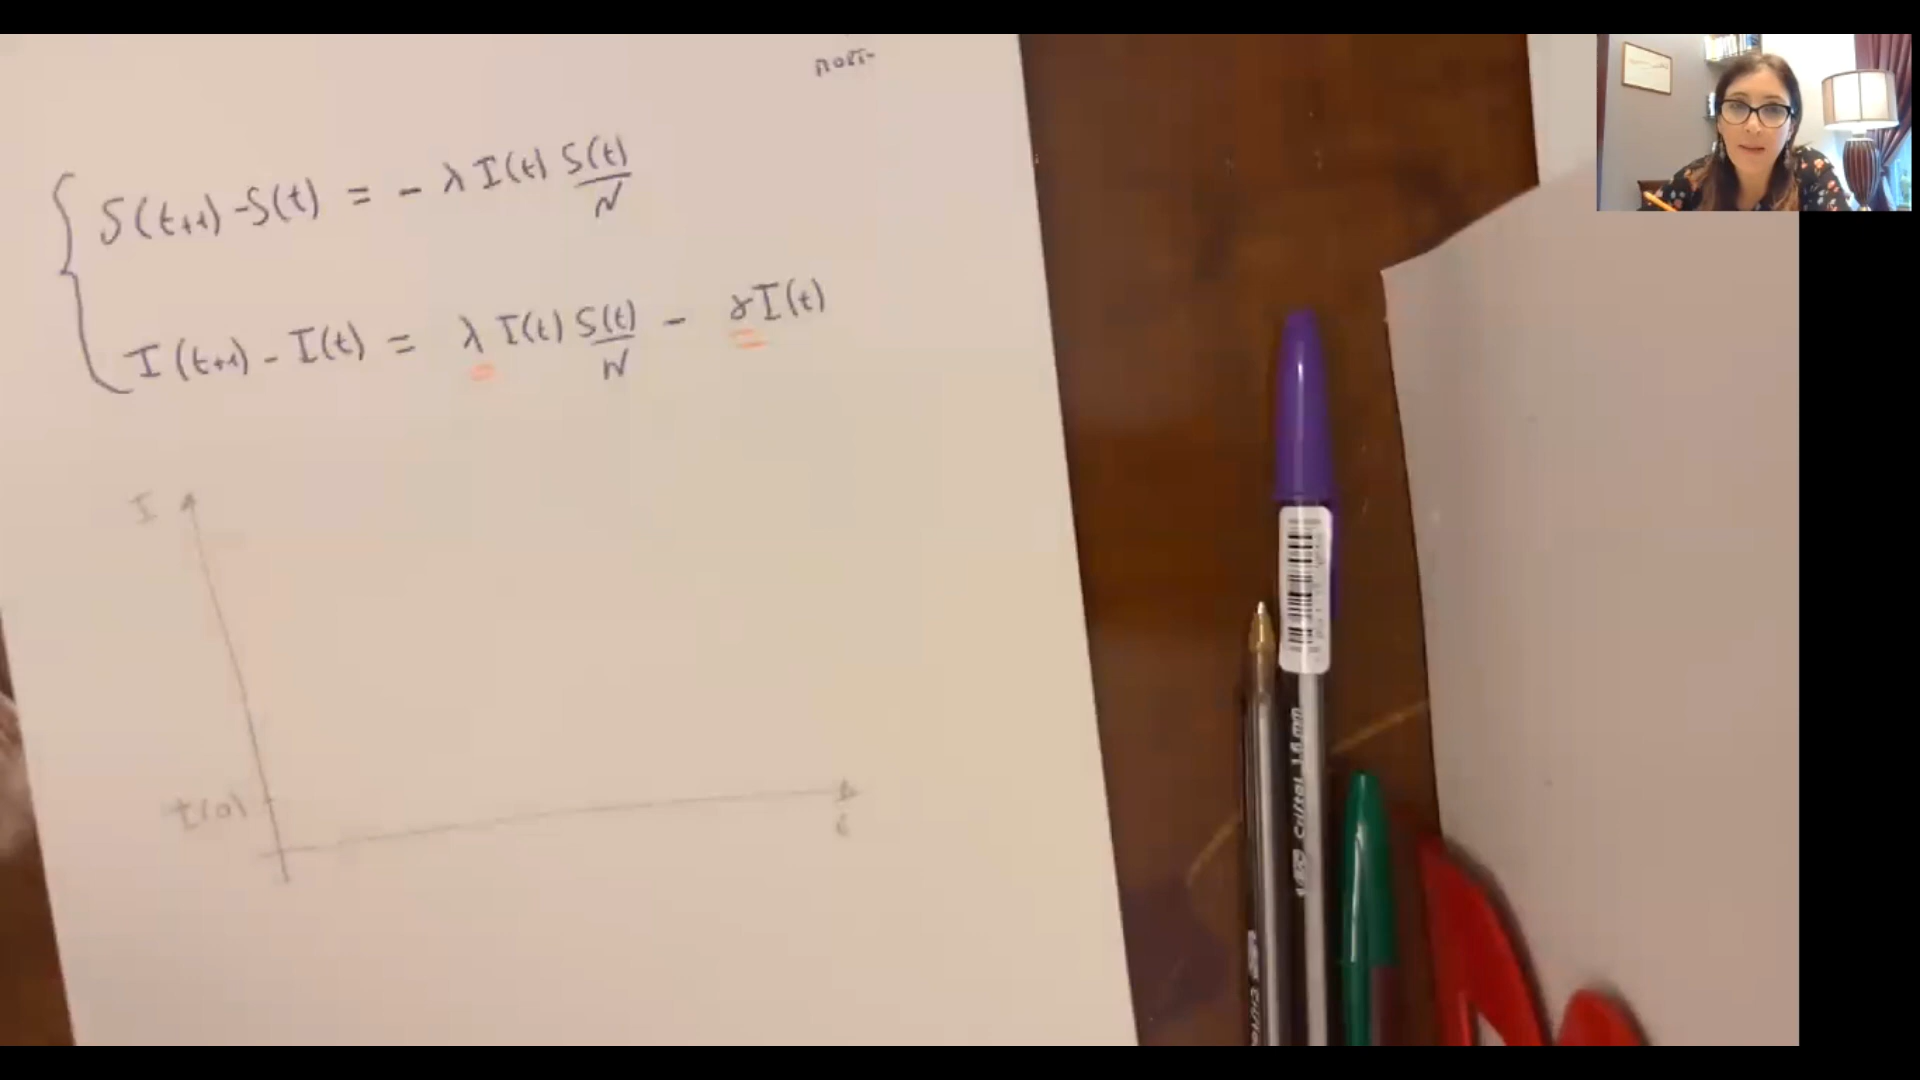 S(t+1) - S(t) = - λ I(t) S(t)/N
I(t+1) - I(t) = λ I(t) S(t)/N - γ I(t)
I
I(0)
t
Cristal 1.6 mm